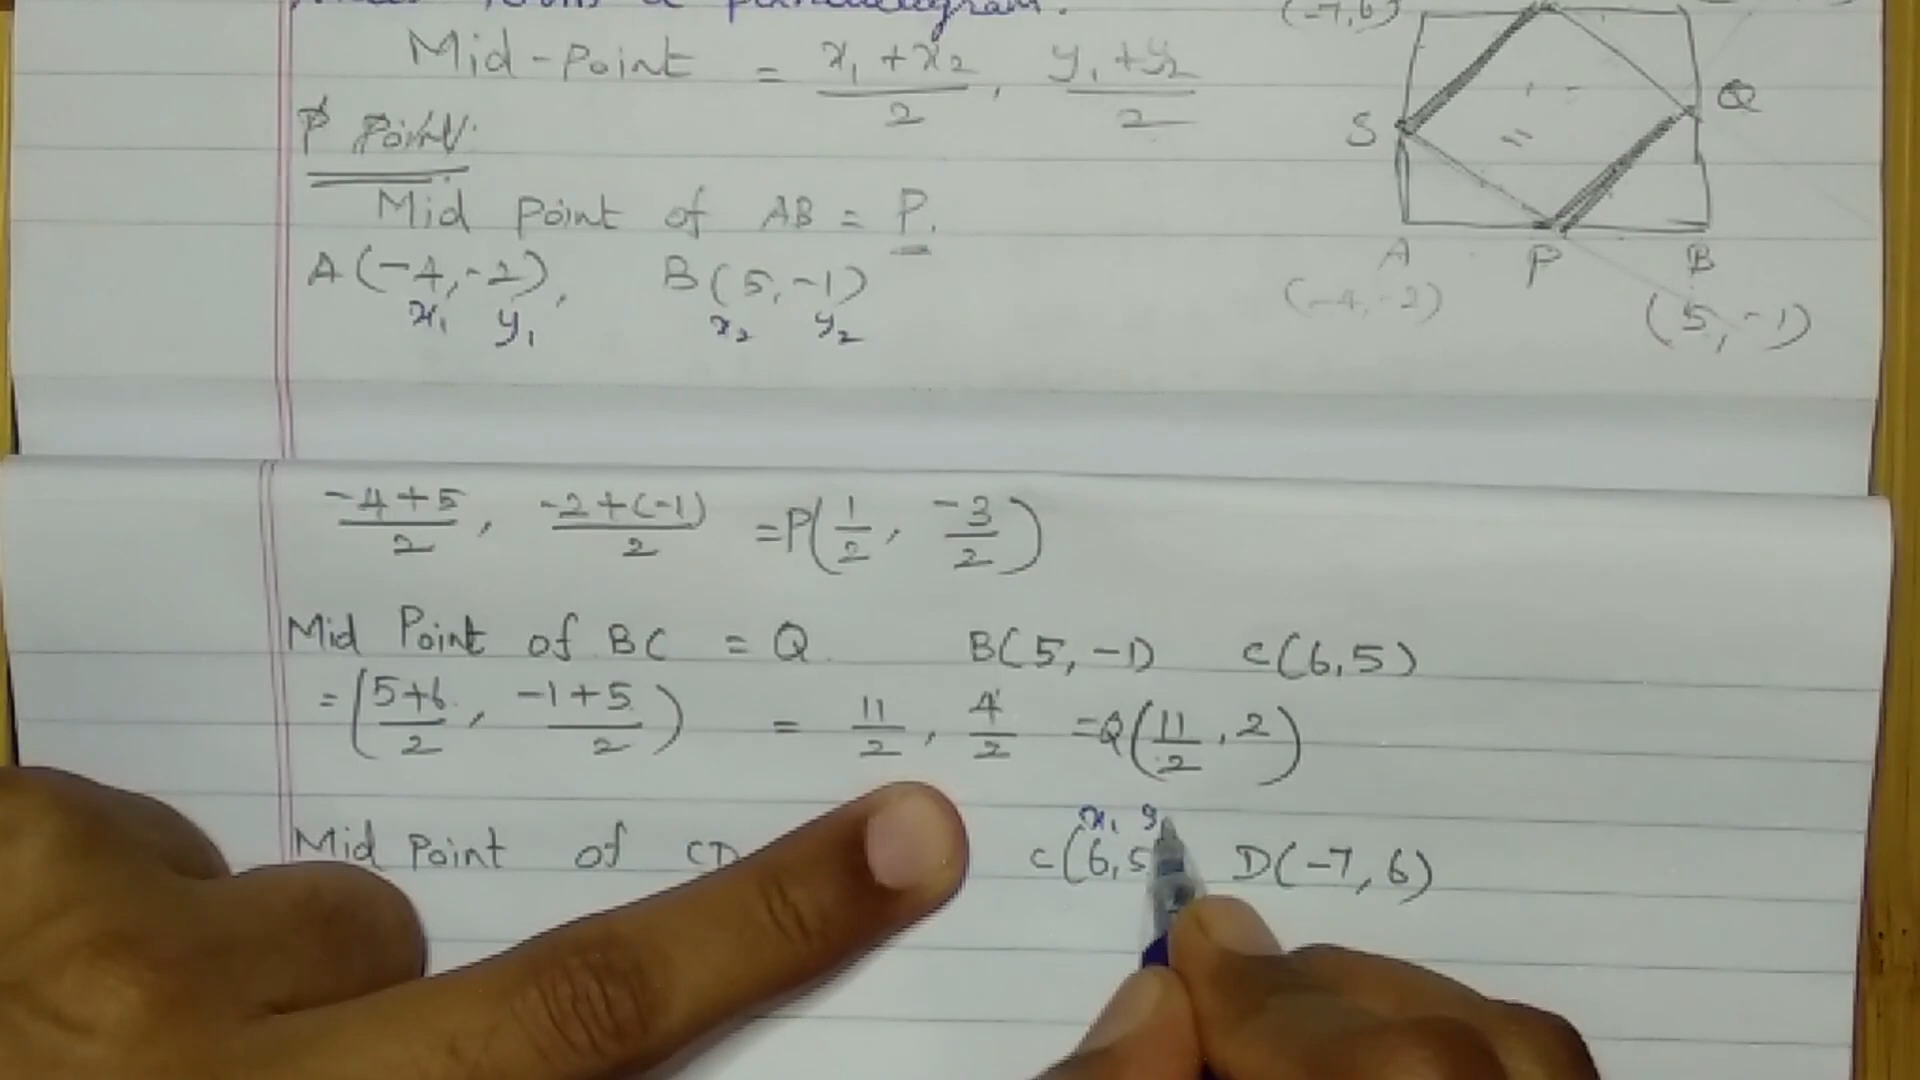 a parallelogram.
Mid-Point = x₁+x₂/2, y₁+y₂/2
P Point.
Mid point of AB = P.
A(-4,-2), B(5,-1)
x₁ y₁ x₂ y₂
(-7,6)
S
Q
A P B
(-4,-2)
(5,-1)
-4+5/2, -2+(-1)/2 =P(1/2, -3/2)
Mid Point of BC = Q B(5,-1) C(6,5)
=(5+6/2, -1+5/2) = 11/2, 4/2 =Q(11/2,2)
x₁ y
Mid Point of CD C(6,5 D(-7,6)